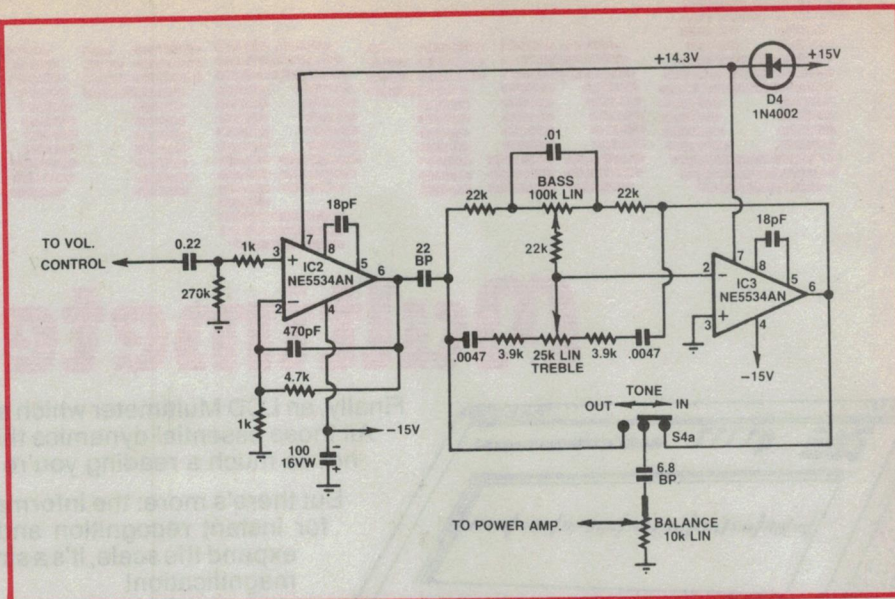 +14.3V
+15V
D4
1N4002
.01
BASS
100k LIN
22k
22k
22k
18pF
TO VOL.
CONTROL
0.22
1k
3
+
7
8
5
6
IC2
NE5534AN
22
BP
270k
2
−
4
470pF
4.7k
1k
−15V
100
16VW
.0047
3.9k
25k LIN
TREBLE
3.9k
.0047
18pF
2
−
7
8
5
6
IC3
NE5534AN
3
+
4
−15V
TONE
OUT
IN
S4a
6.8
BP
TO POWER AMP.
BALANCE
10k LIN